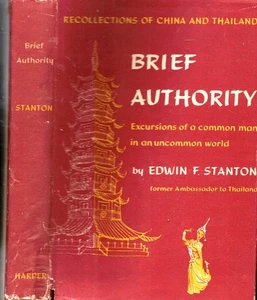 Brief
Authority
STANTON
HARPER
RECOLLECTIONS OF CHINA AND THAILAND
BRIEF
AUTHORITY
Excursions of a common man
in an uncommon world
by EDWIN F. STANTON
former Ambassador to Thailand